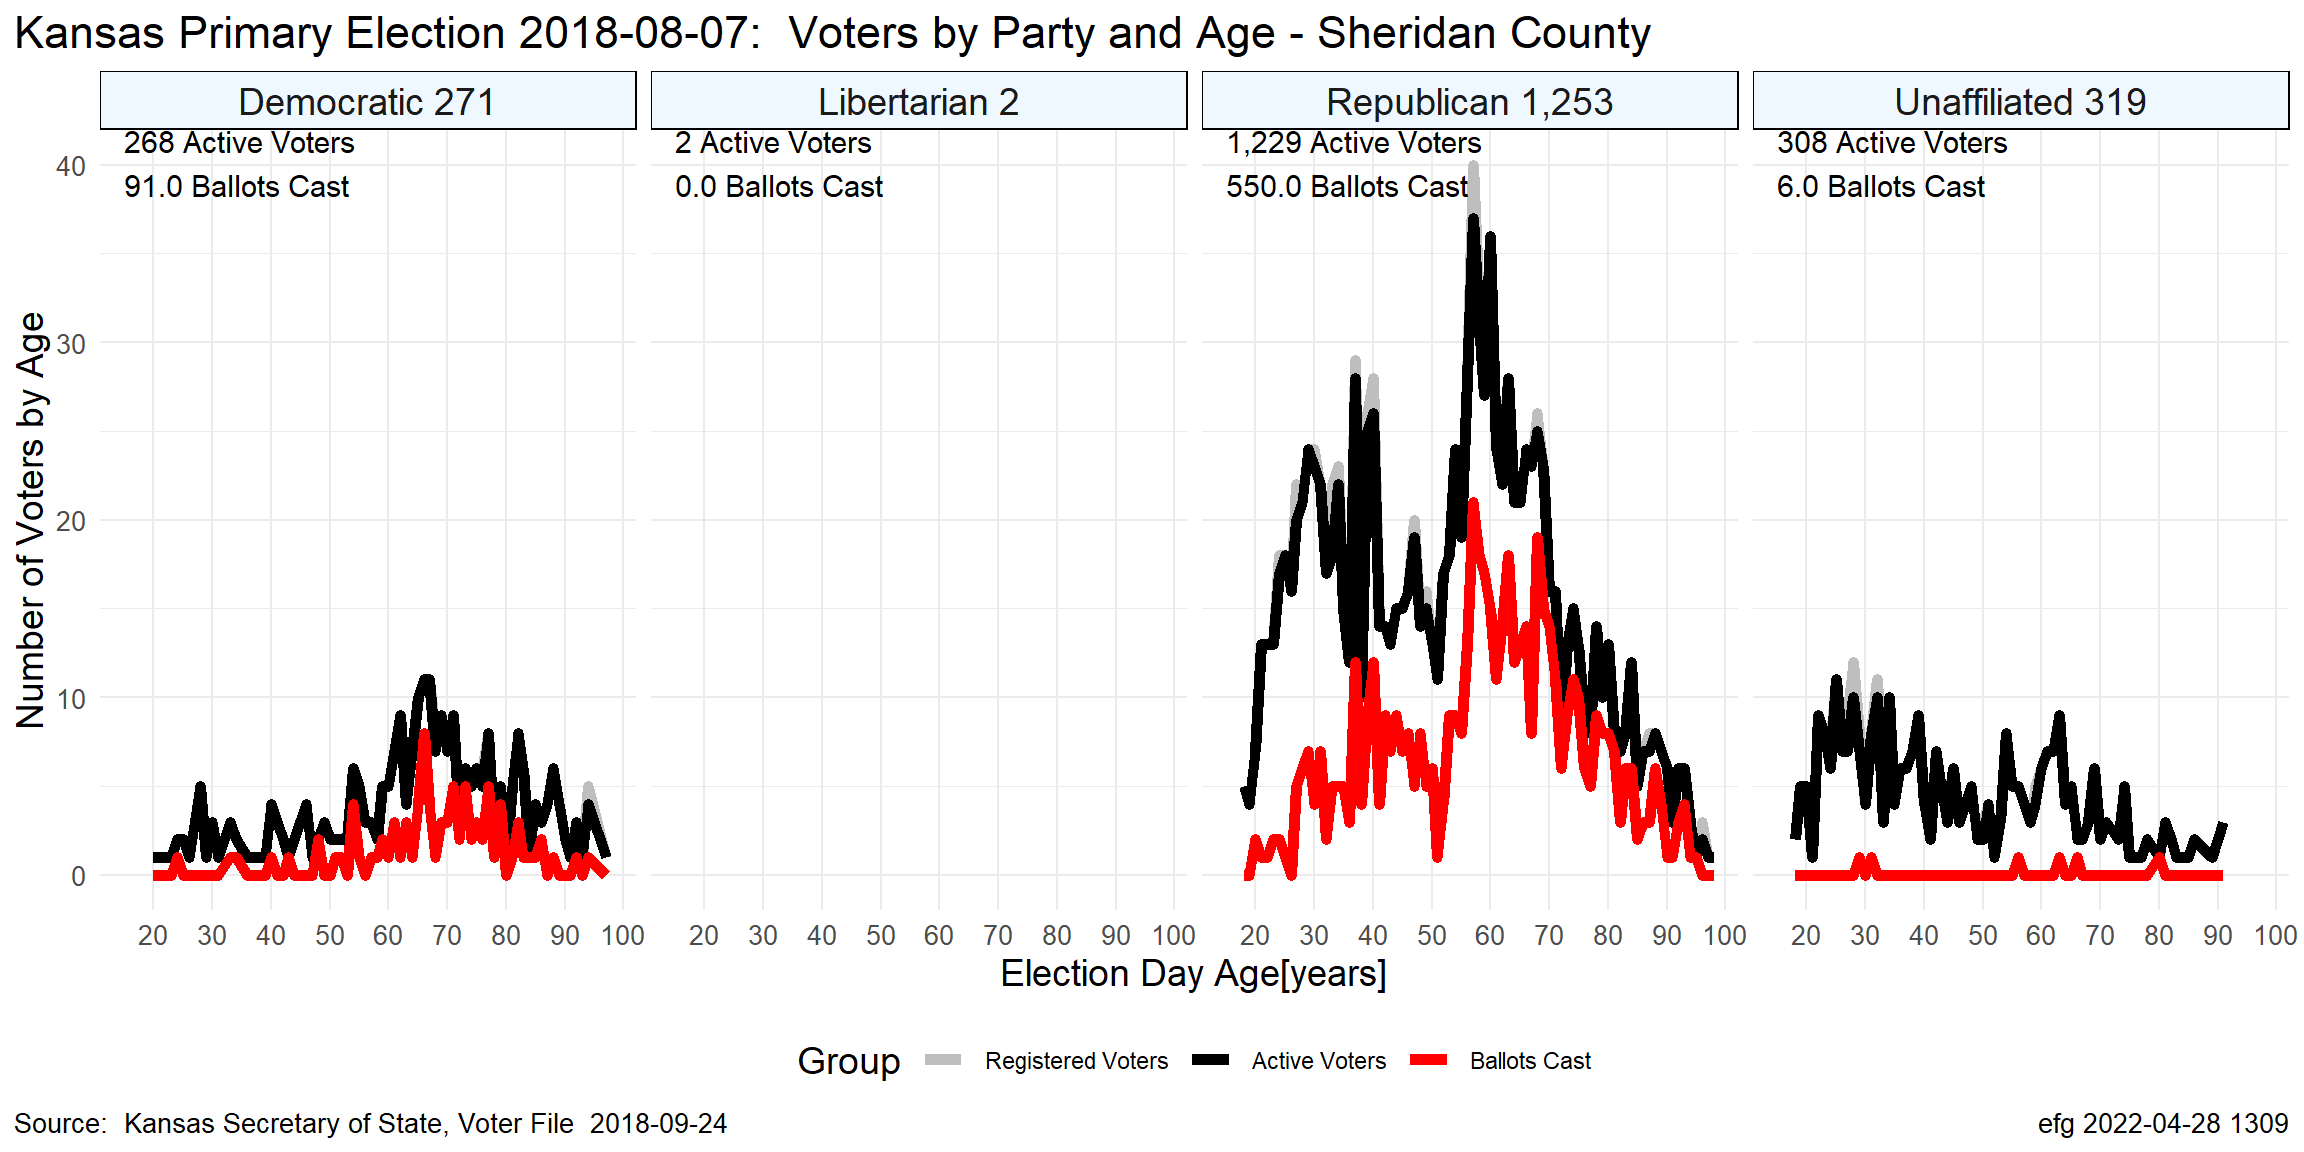 Kansas Primary Election 2018-08-07:  Voters by Party and Age - Sheridan County
Democratic 271
Libertarian 2
Republican 1,253
Unaffiliated 319
268 Active Voters
91.0 Ballots Cast
2 Active Voters
0.0 Ballots Cast
1,229 Active Voters
550.0 Ballots Cast
308 Active Voters
6.0 Ballots Cast
Number of Voters by Age
40
30
20
10
0
20 30 40 50 60 70 80 90 100
20 30 40 50 60 70 80 90 100
20 30 40 50 60 70 80 90 100
20 30 40 50 60 70 80 90 100
Election Day Age[years]
Group Registered Voters Active Voters Ballots Cast
Source:  Kansas Secretary of State, Voter File  2018-09-24
efg 2022-04-28 1309